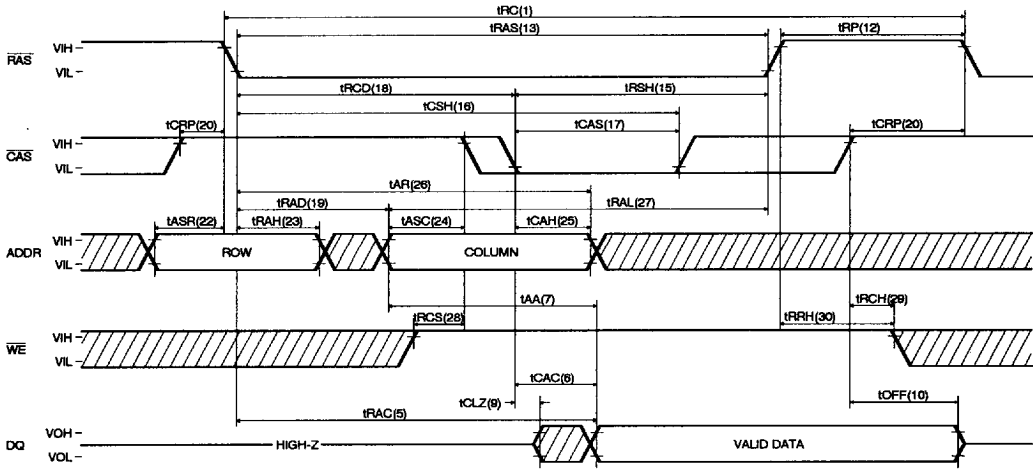 tRC(1)
tRAS(13)
tRP(12)
RAS
VIH
VIL
tRCD(18)
tRSH(15)
tCSH(16)
tCRP(20)
tCAS(17)
tCRP(20)
CAS
VIH
VIL
tAR(26)
tRAD(19)
tRAL(27)
tASR(22)
tRAH(23)
tASC(24)
tCAH(25)
ADDR
VIH
VIL
ROW
COLUMN
tAA(7)
tRCS(28)
tRCH(29)
tRRH(30)
WE
VIH
VIL
tCAC(6)
tCLZ(9)
tOFF(10)
tRAC(5)
DQ
VOH
VOL
HIGH-Z
VALID DATA